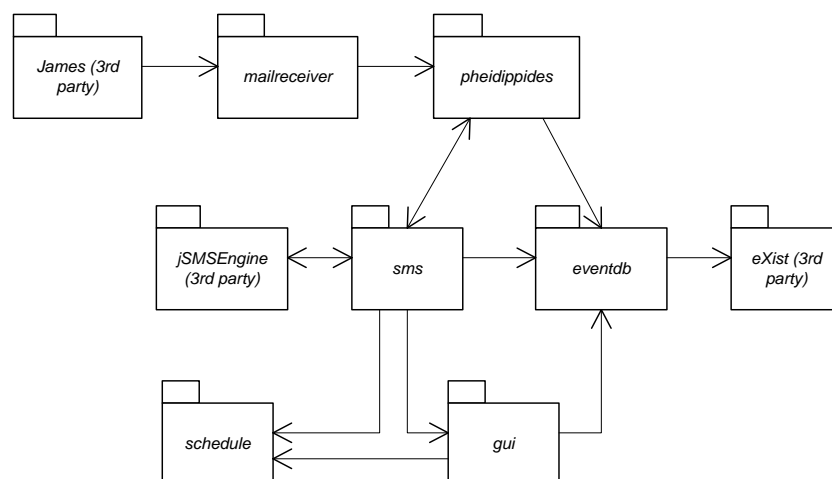 James (3rd
party)
mailreceiver
pheidippides
jSMSEngine
(3rd party)
sms
eventdb
eXist (3rd
party)
schedule
gui